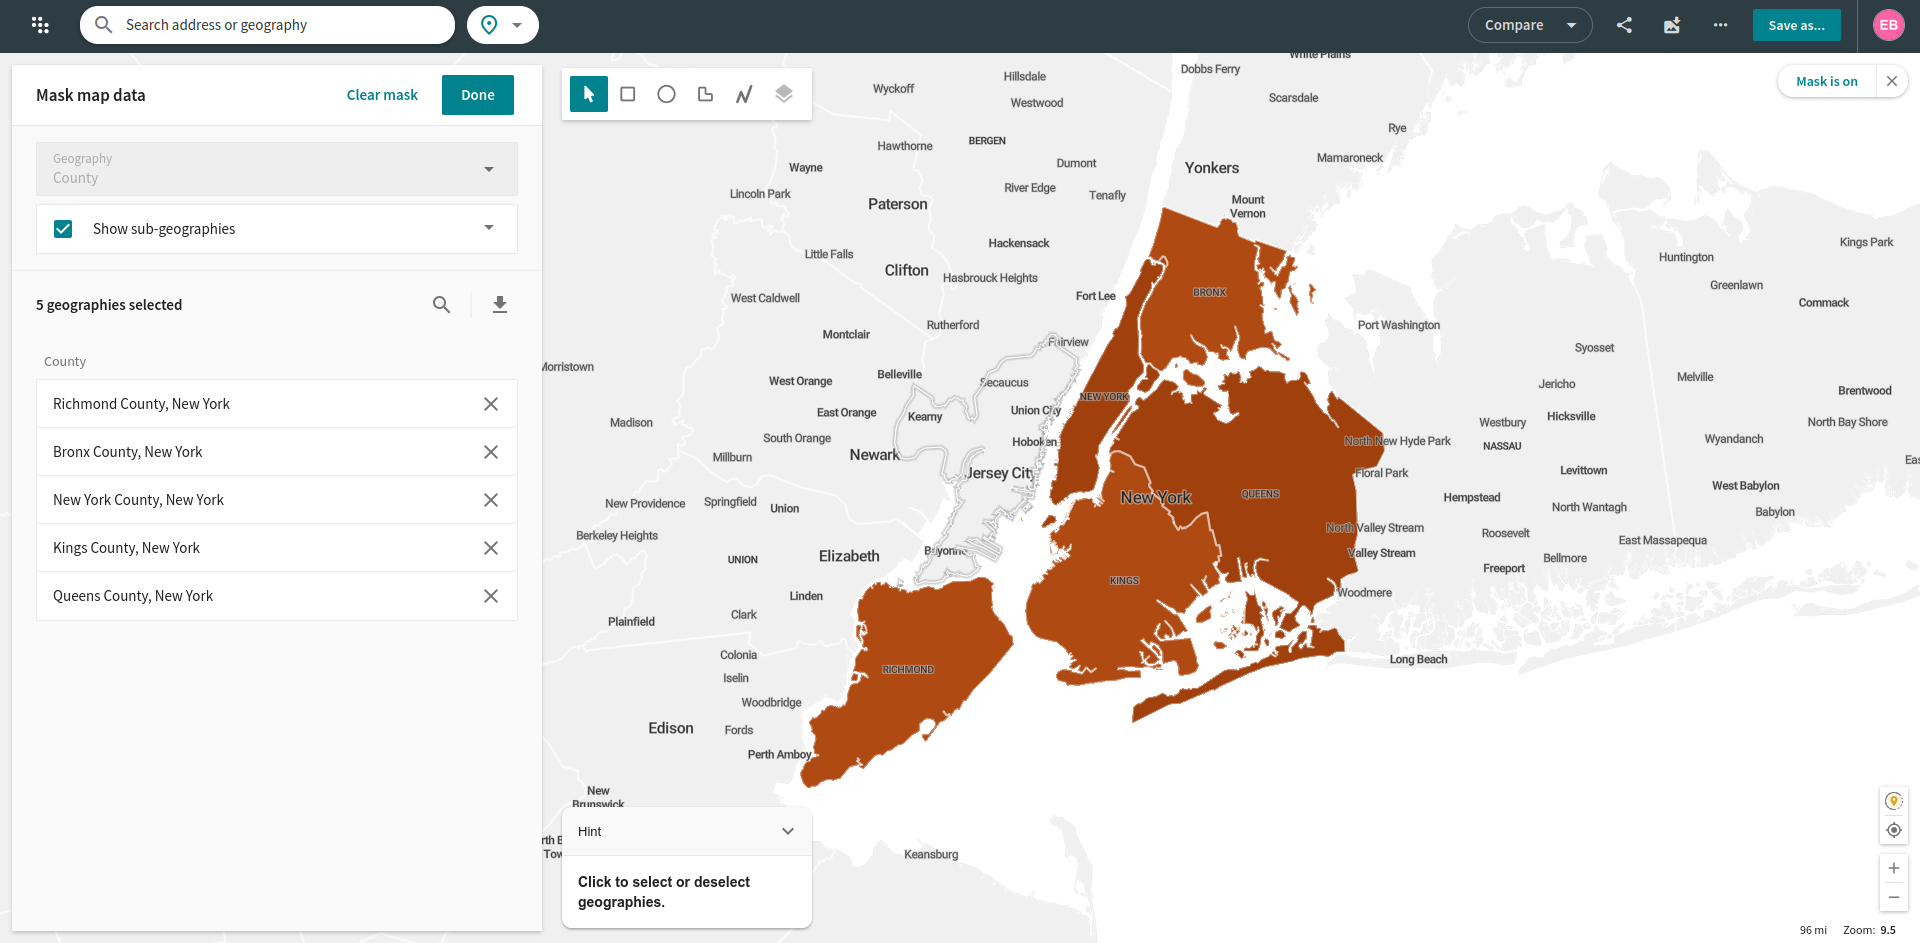 Search address or geography
Compare
Save as...
EB
Mask map data
Clear mask
Done
Geography
County
Show sub-geographies
5 geographies selected
County
Richmond County, New York
Bronx County, New York
New York County, New York
Kings County, New York
Queens County, New York
Mask is on
White Plains
Dobbs Ferry
Hillsdale
Wyckoff
Westwood
Scarsdale
Rye
BERGEN
Hawthorne
Mamaroneck
Dumont
Wayne
Yonkers
River Edge
Lincoln Park
Tenafly
Mount
Vernon
Paterson
Hackensack
Kings Park
Little Falls
Huntington
Clifton
Hasbrouck Heights
Greenlawn
BRONX
Fort Lee
West Caldwell
Commack
Rutherford
Port Washington
Montclair
Fairview
Syosset
Morristown
Belleville
Melville
West Orange
Secaucus
Jericho
Brentwood
NEW YORK
Union City
East Orange
Kearny
Hicksville
Madison
Westbury
North Bay Shore
South Orange
Hoboken
North New Hyde Park
Wyandanch
NASSAU
Newark
Millburn
Jersey City
Floral Park
Levittown
Eas
West Babylon
New York
QUEENS
Hempstead
New Providence
Springfield
Union
North Wantagh
Babylon
North Valley Stream
Berkeley Heights
Roosevelt
East Massapequa
Bayonne
Valley Stream
UNION
Elizabeth
Bellmore
Freeport
KINGS
Woodmere
Linden
Clark
Plainfield
Colonia
Long Beach
RICHMOND
Iselin
Woodbridge
Edison
Fords
Perth Amboy
New
Brunswick
rth B
Tow
Keansburg
Hint
Click to select or deselect
geographies.
96 mi
Zoom: 9.5